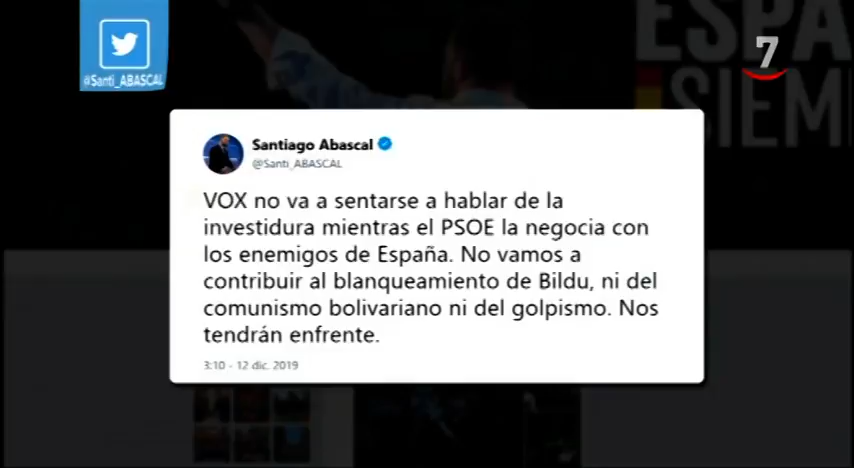 @Santi_ABASCAL
ESPA
7
SIEM
Santiago Abascal
@Santi_ABASCAL
VOX no va a sentarse a hablar de la
investidura mientras el PSOE la negocia con
los enemigos de España. No vamos a
contribuir al blanqueamiento de Bildu, ni del
comunismo bolivariano ni del golpismo. Nos
tendrán enfrente.
3:10 - 12 dic. 2019